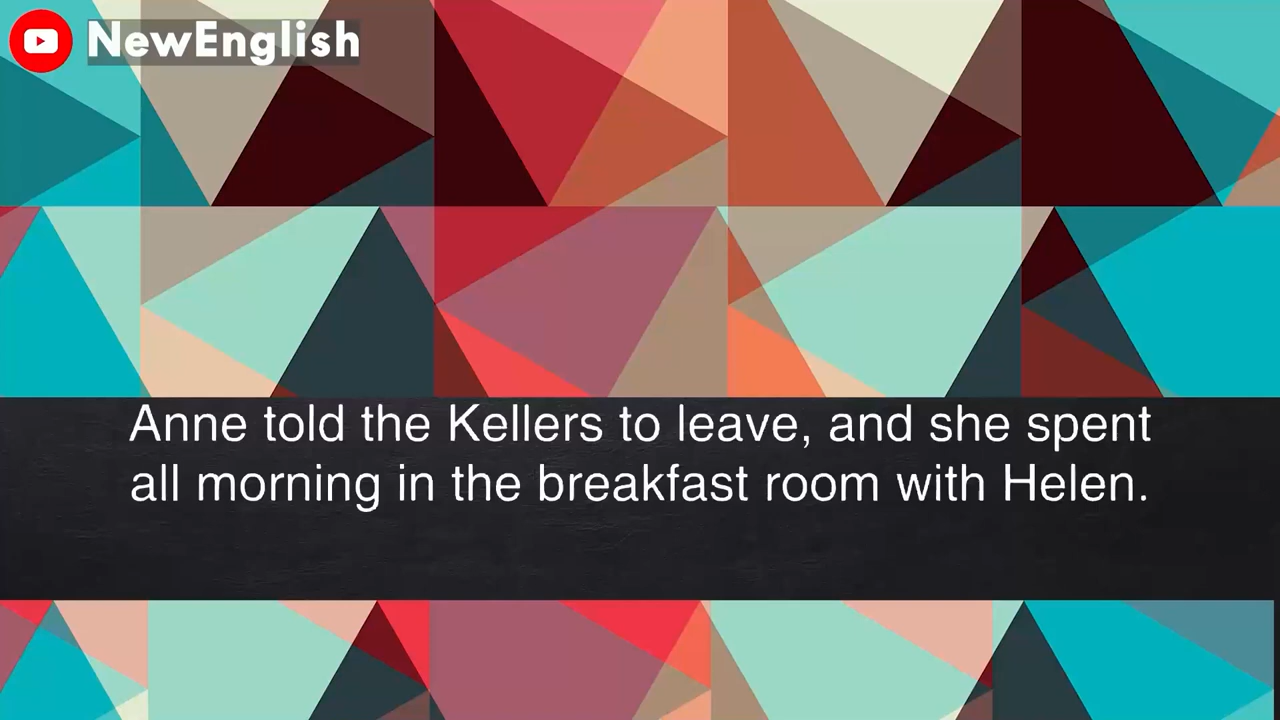 NewEnglish
Anne told the Kellers to leave, and she spent
all morning in the breakfast room with Helen.